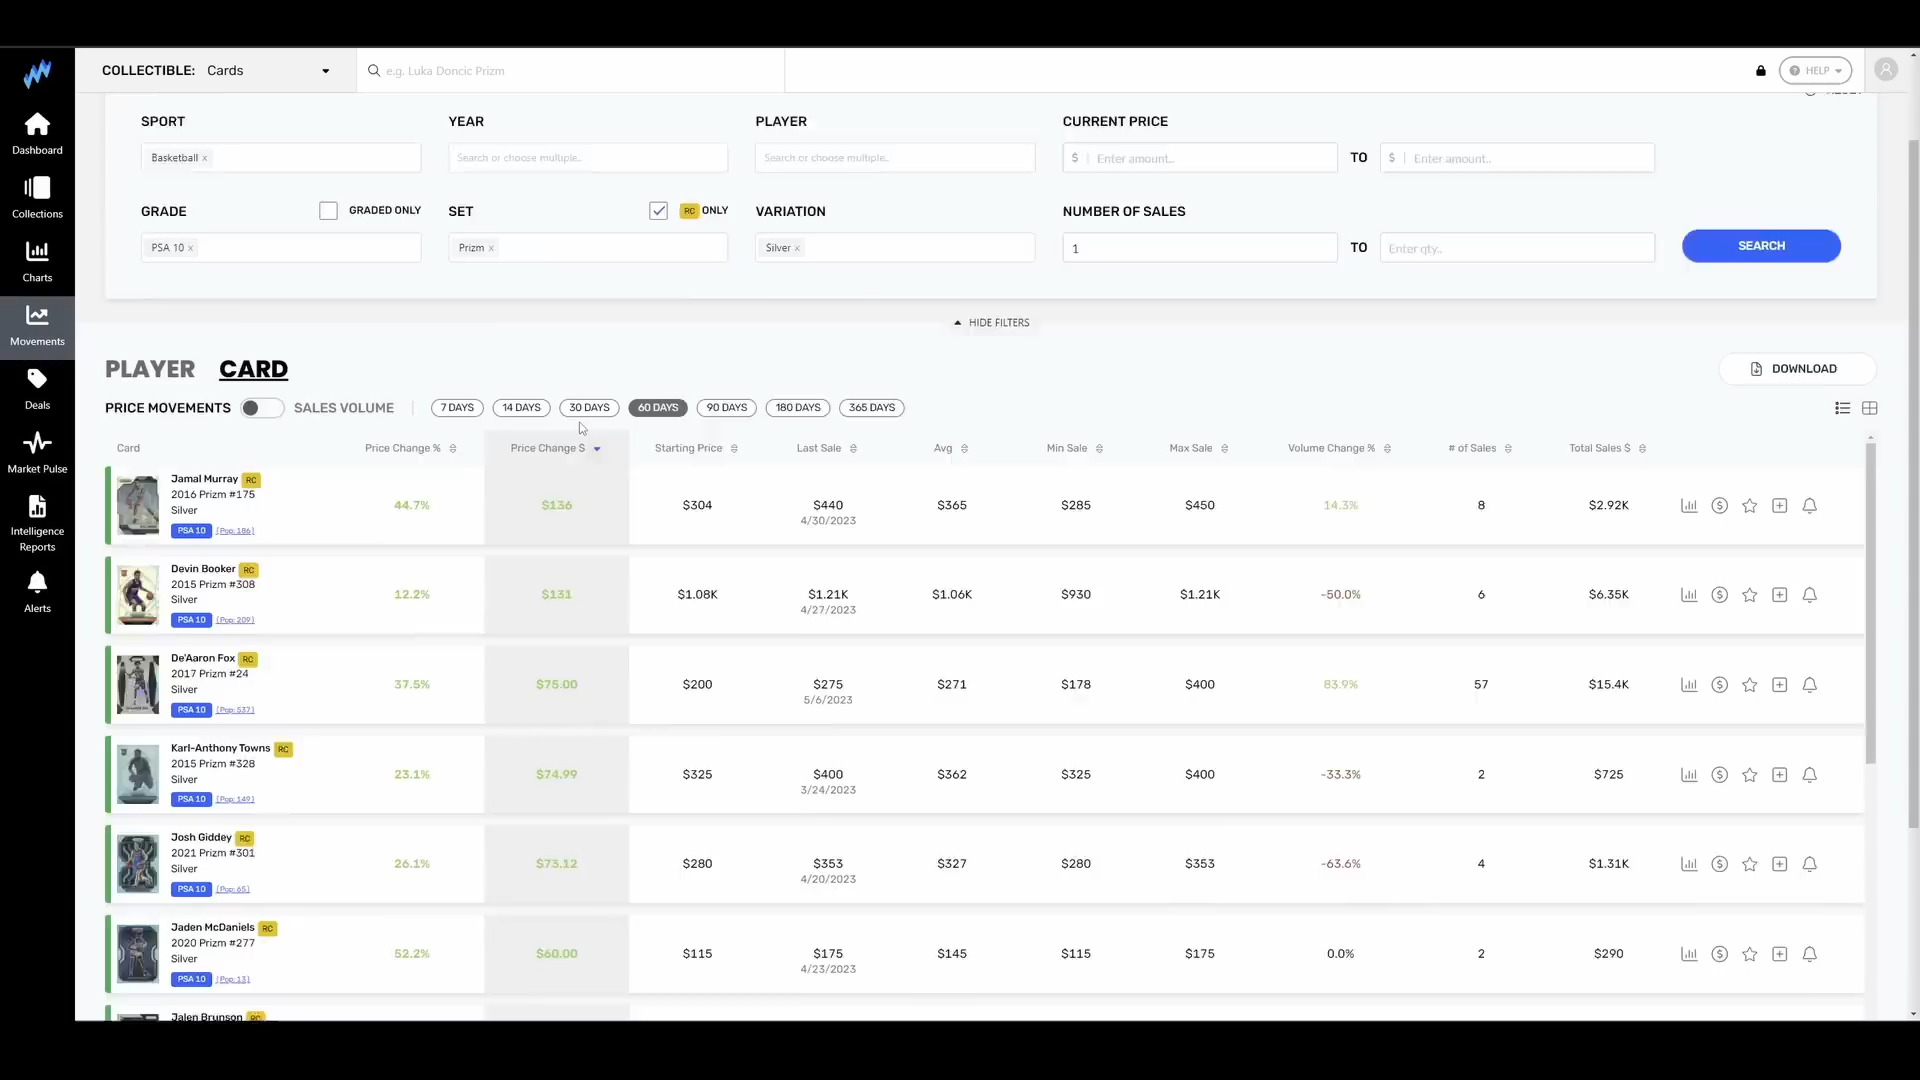 COLLECTIBLE: Cards
e.g. Luka Doncic Prizm
HELP
Dashboard
Collections
Charts
Movements
Deals
Market Pulse
Intelligence
Reports
Alerts
SPORT YEAR PLAYER CURRENT PRICE
Basketball × Search or choose multiple.. Search or choose multiple.. $ Enter amount.. TO $ Enter amount..
GRADE GRADED ONLY SET RC ONLY VARIATION NUMBER OF SALES
PSA 10 × Prizm × Silver × 1 TO Enter qty.. SEARCH
HIDE FILTERS
PLAYER CARD DOWNLOAD
PRICE MOVEMENTS SALES VOLUME 7 DAYS 14 DAYS 30 DAYS 60 DAYS 90 DAYS 180 DAYS 365 DAYS
Card Price Change % Price Change $ Starting Price Last Sale Avg Min Sale Max Sale Volume Change % # of Sales Total Sales $
Jamal Murray RC
2016 Prizm #175
Silver
PSA 10 (Pop: 186)
44.7% $136 $304 $440 $365 $285 $450 14.3% 8 $2.92K
4/30/2023
Devin Booker RC
2015 Prizm #308
Silver
PSA 10 (Pop: 209)
12.2% $131 $1.08K $1.21K $1.06K $930 $1.21K -50.0% 6 $6.35K
4/27/2023
De'Aaron Fox RC
2017 Prizm #24
Silver
PSA 10 (Pop: 537)
37.5% $75.00 $200 $275 $271 $178 $400 83.9% 57 $15.4K
5/6/2023
Karl-Anthony Towns RC
2015 Prizm #328
Silver
PSA 10 (Pop: 149)
23.1% $74.99 $325 $400 $362 $325 $400 -33.3% 2 $725
3/24/2023
Josh Giddey RC
2021 Prizm #301
Silver
PSA 10 (Pop: 65)
26.1% $73.12 $280 $353 $327 $280 $353 -63.6% 4 $1.31K
4/20/2023
Jaden McDaniels RC
2020 Prizm #277
Silver
PSA 10 (Pop: 13)
52.2% $60.00 $115 $175 $145 $115 $175 0.0% 2 $290
4/23/2023
Jalen Brunson RC